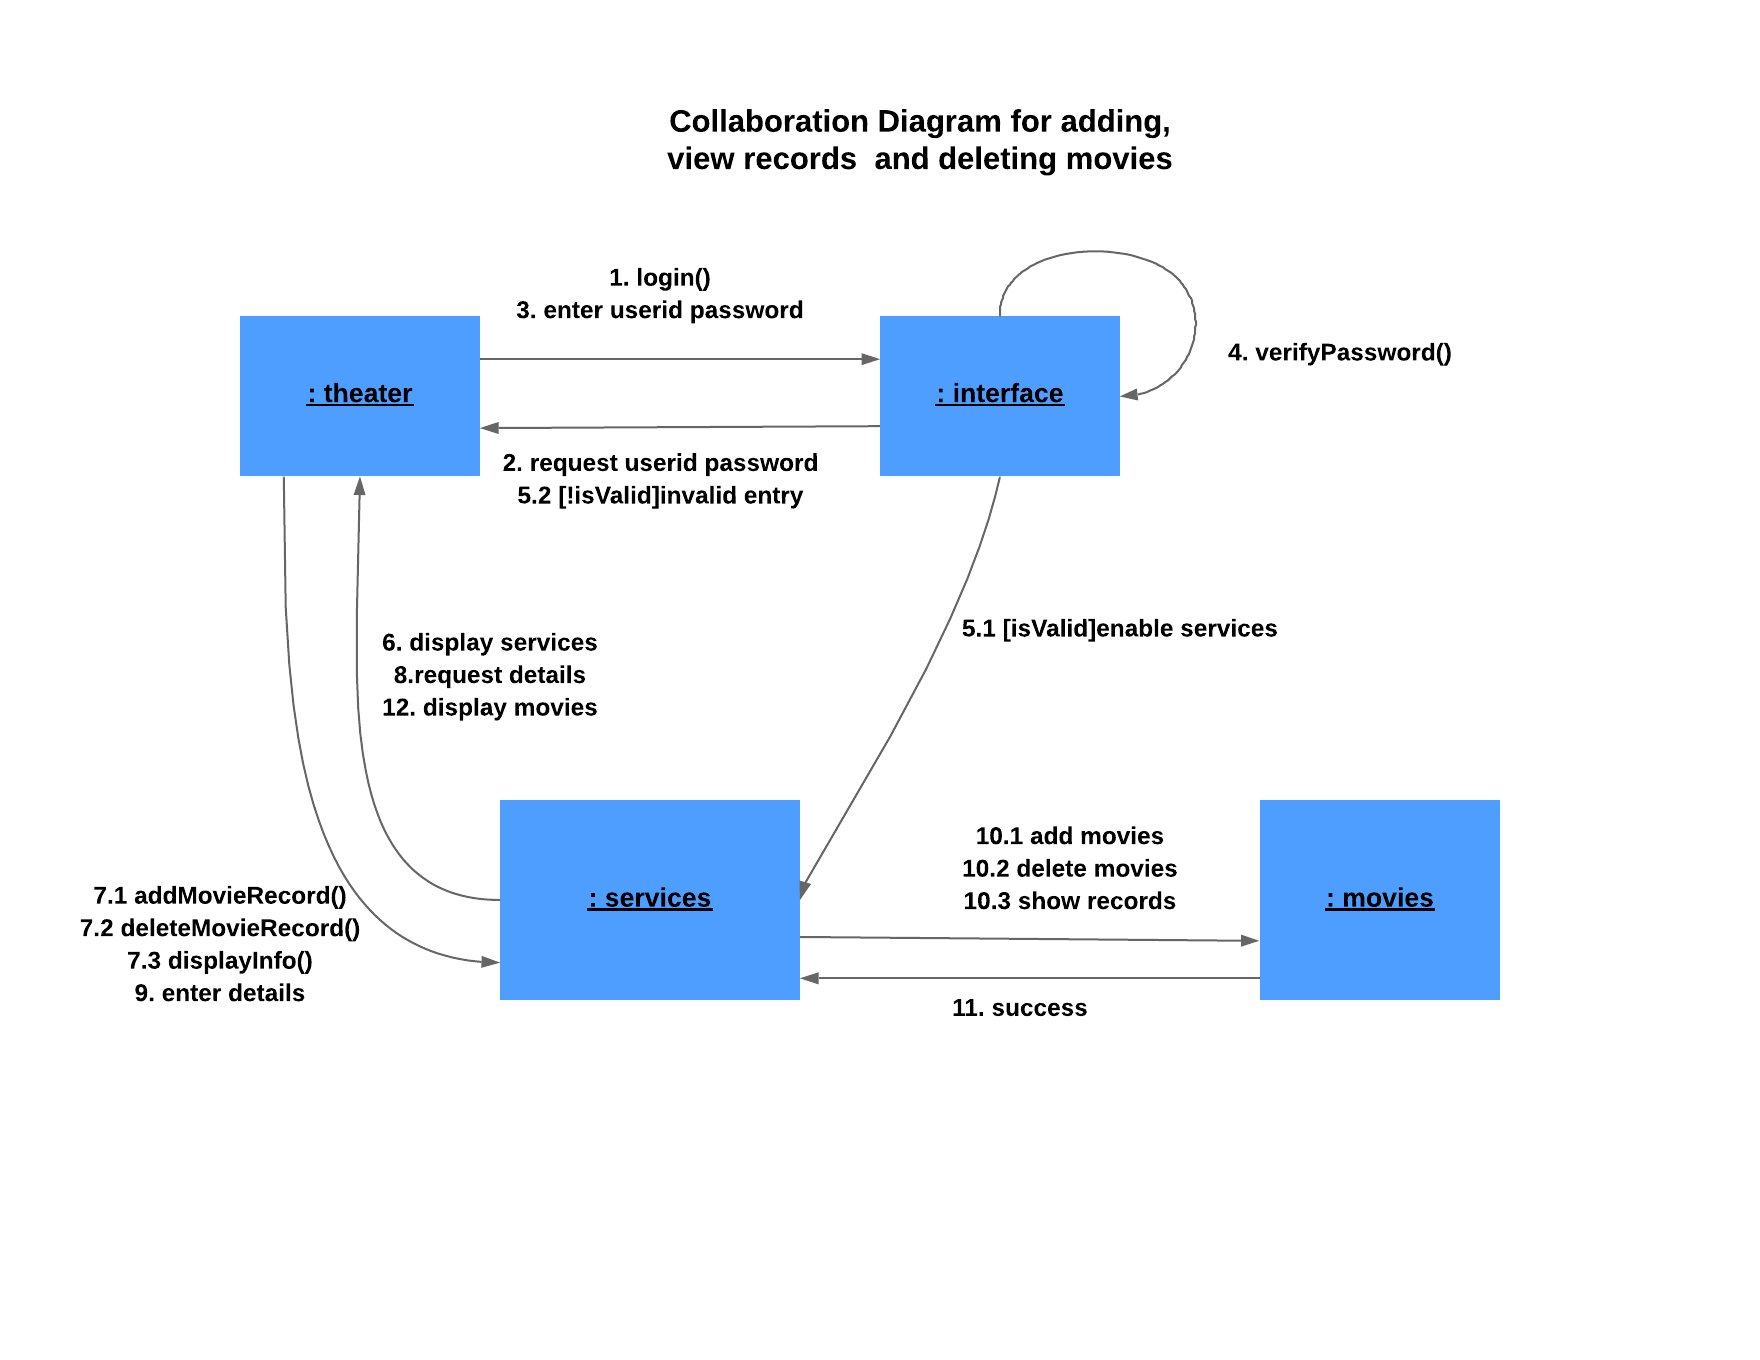 Collaboration Diagram for adding,
view records  and deleting movies
1. login()
3. enter userid password
: theater
: interface
4. verifyPassword()
2. request userid password
5.2 [!isValid]invalid entry
5.1 [isValid]enable services
6. display services
8.request details
12. display movies
7.1 addMovieRecord()
7.2 deleteMovieRecord()
7.3 displayInfo()
9. enter details
: services
10.1 add movies
10.2 delete movies
10.3 show records
: movies
11. success